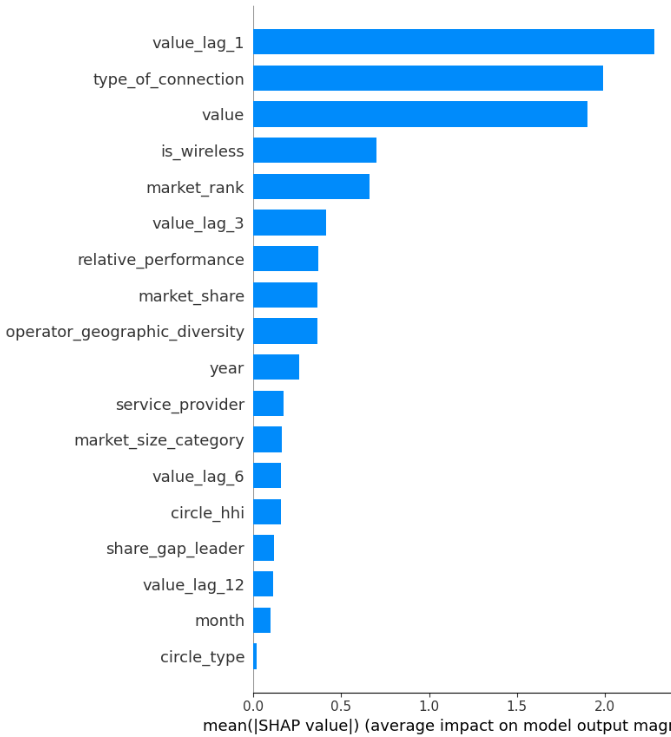 value_lag_1
type_of_connection
value
is_wireless
market_rank
value_lag_3
relative_performance
market_share
operator_geographic_diversity
year
service_provider
market_size_category
value_lag_6
circle_hhi
share_gap_leader
value_lag_12
month
circle_type
0.0 0.5 1.0 1.5 2.0
mean(|SHAP value|) (average impact on model output magn